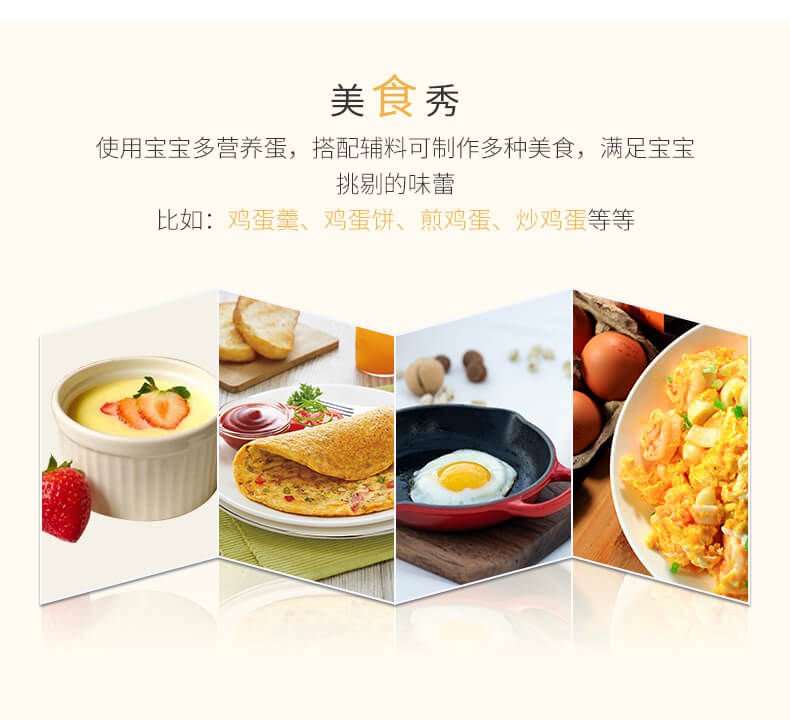 美食秀
使用宝宝多营养蛋，搭配辅料可制作多种美食，满足宝宝
挑剔的味蕾
比如：鸡蛋羹、鸡蛋饼、煎鸡蛋、炒鸡蛋等等